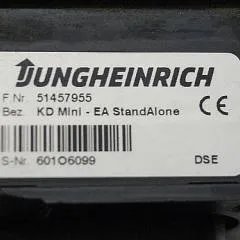 JUNGHEINRICH
F.Nr. 51457955
Bez. KD Mini - EA StandAlone
CE
S-Nr. 601O6099 DSE